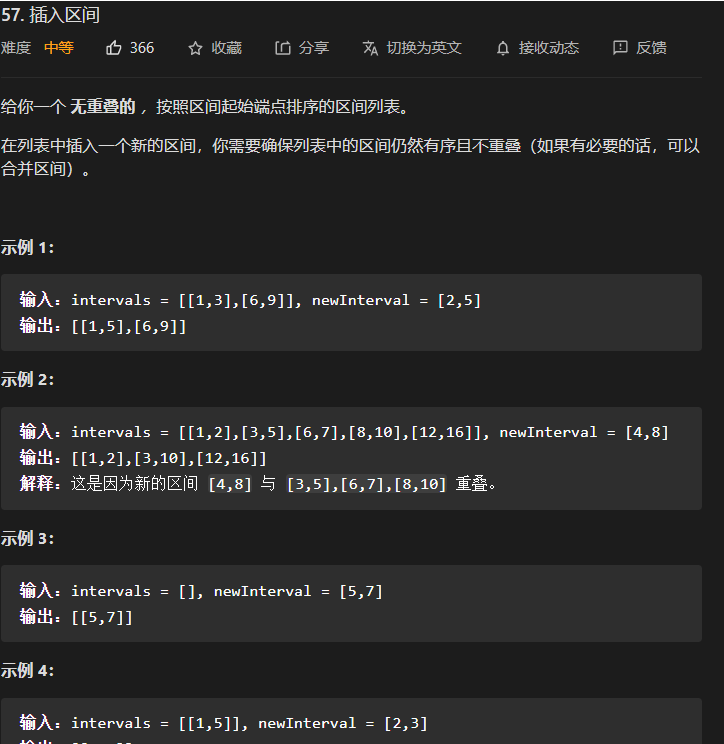 57. 插入区间
难度 中等 366 收藏 分享 切换为英文 接收动态 反馈
给你一个 无重叠的 ，按照区间起始端点排序的区间列表。
在列表中插入一个新的区间，你需要确保列表中的区间仍然有序且不重叠（如果有必要的话，可以
合并区间）。
示例 1：
输入：intervals = [[1,3],[6,9]], newInterval = [2,5]
输出：[[1,5],[6,9]]
示例 2：
输入：intervals = [[1,2],[3,5],[6,7],[8,10],[12,16]], newInterval = [4,8]
输出：[[1,2],[3,10],[12,16]]
解释：这是因为新的区间 [4,8] 与 [3,5],[6,7],[8,10] 重叠。
示例 3：
输入：intervals = [], newInterval = [5,7]
输出：[[5,7]]
示例 4：
输入：intervals = [[1,5]], newInterval = [2,3]